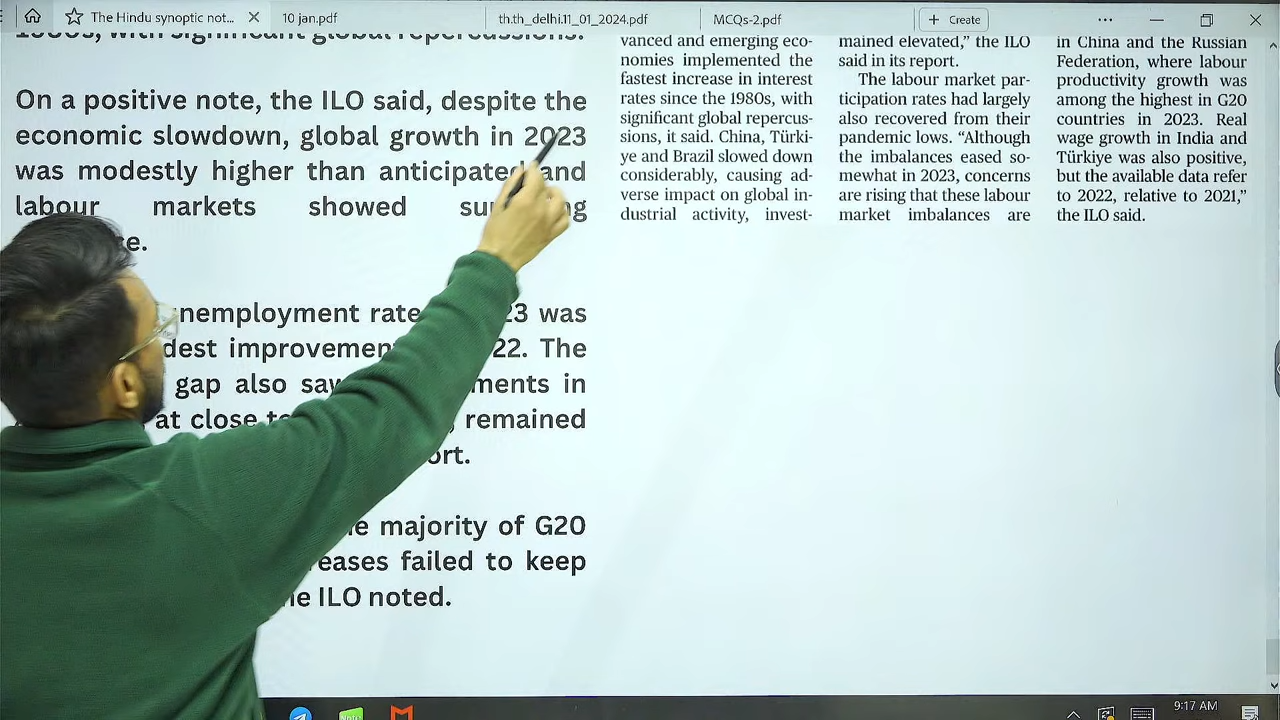 The Hindu synoptic not...
10 jan.pdf
th.th_delhi.11_01_2024.pdf
MCQs-2.pdf
+ Create
1980s, with significant global repercussions.
On a positive note, the ILO said, despite the
economic slowdown, global growth in 2023
was modestly higher than anticipated and
labour markets showed
unemployment rate was
improvement 22. The
gap also
at close remained
majority of G20
failed to keep
ILO noted.
vanced and emerging eco-
nomies implemented the
fastest increase in interest
rates since the 1980s, with
significant global repercus-
sions, it said. China, Türki-
ye and Brazil slowed down
considerably, causing ad-
verse impact on global in-
dustrial activity, invest-
mained elevated,” the ILO
said in its report.
The labour market par-
ticipation rates had largely
also recovered from their
pandemic lows. “Although
the imbalances eased so-
mewhat in 2023, concerns
are rising that these labour
market imbalances are
in China and the Russian
Federation, where labour
productivity growth was
among the highest in G20
countries in 2023. Real
wage growth in India and
Türkiye was also positive,
but the available data refer
to 2022, relative to 2021,”
the ILO said.
9:17 AM